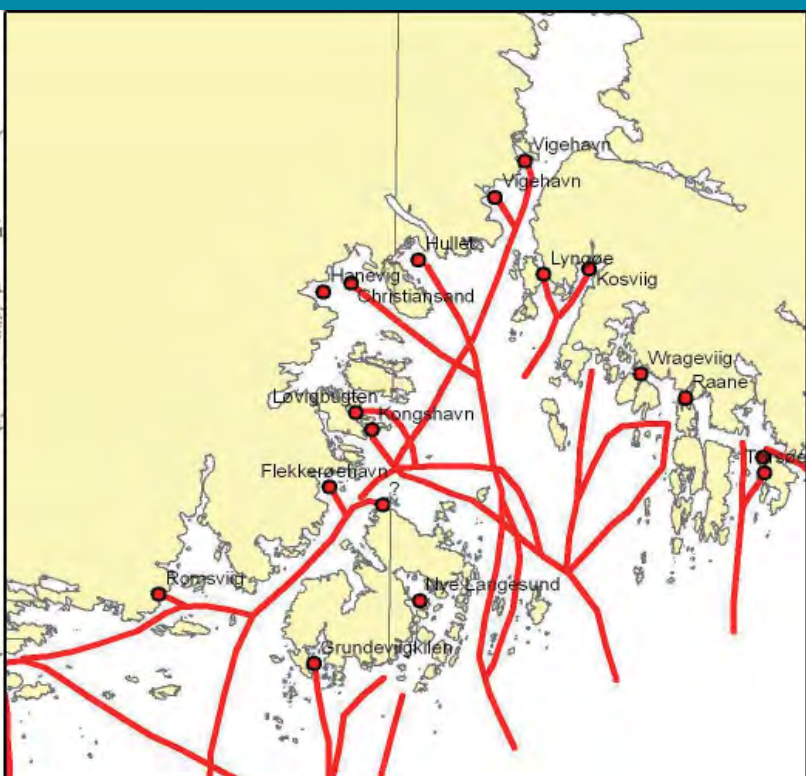 Vigehavn
Vigehavn
Hullet
Lyngøe
Kosviig
Hanevig
Christiansand
Wrageviig
Raane
Løvigbugten
Kongshavn
Flekkerøehavn
?
Romsviig
Nye Langesund
Grundeviigkilen